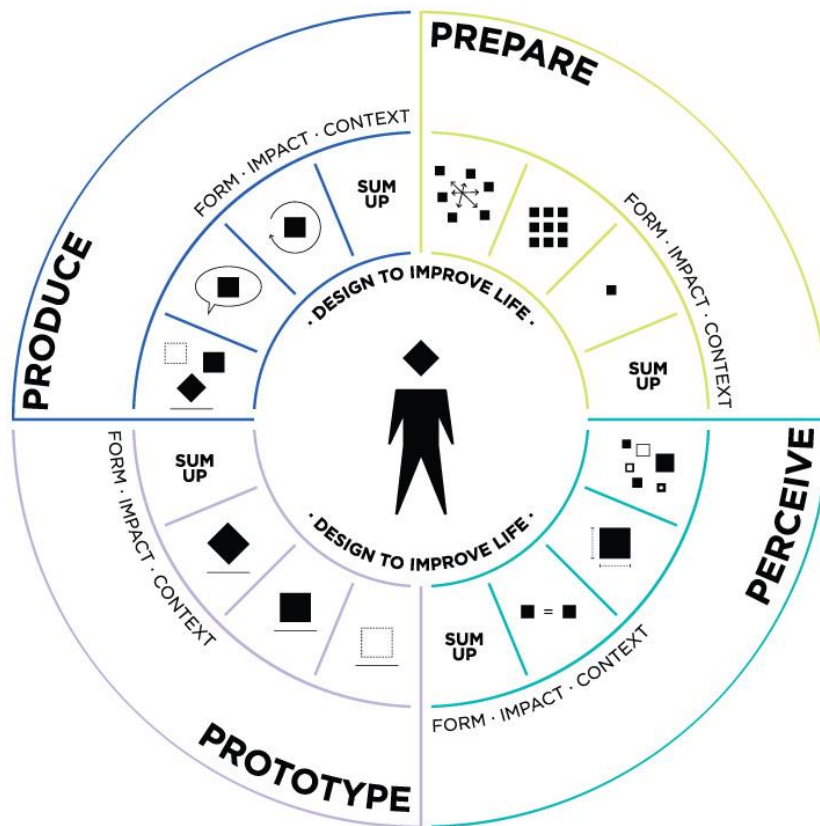 PREPARE
FORM · IMPACT · CONTEXT
SUM
UP
PERCEIVE
FORM · IMPACT · CONTEXT
=
SUM
UP
PROTOTYPE
FORM · IMPACT · CONTEXT
SUM
UP
PRODUCE
FORM · IMPACT · CONTEXT
SUM
UP
· DESIGN TO IMPROVE LIFE ·
· DESIGN TO IMPROVE LIFE ·